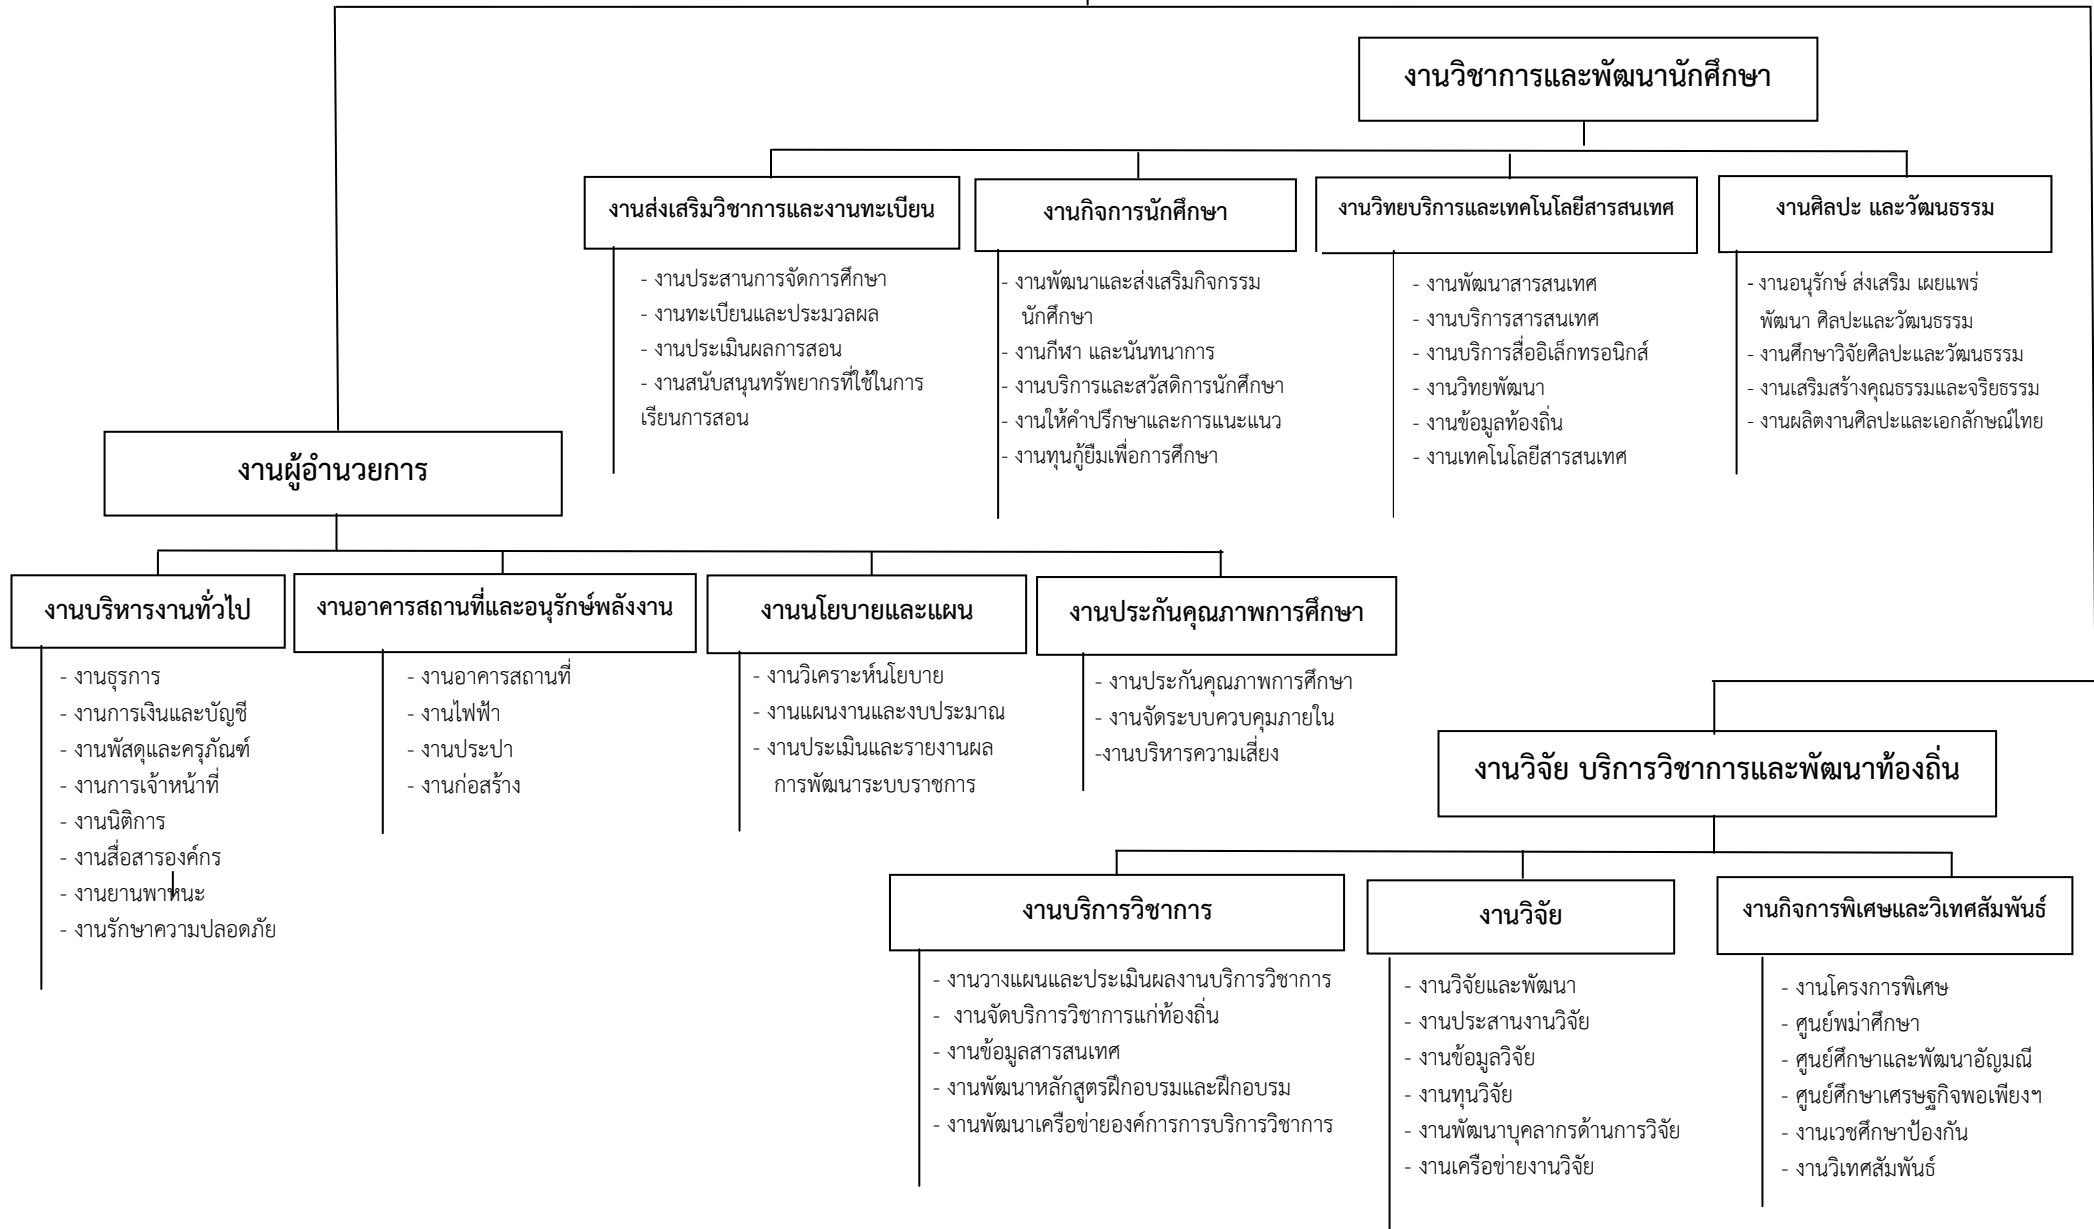 งานวิชาการและพัฒนานักศึกษา
งานส่งเสริมวิชาการและงานทะเบียน
- งานประสานการจัดการศึกษา
- งานทะเบียนและประมวลผล
- งานประเมินผลการสอน
- งานสนับสนุนทรัพยากรที่ใช้ในการ
เรียนการสอน
งานกิจการนักศึกษา
- งานพัฒนาและส่งเสริมกิจกรรม
นักศึกษา
- งานกีฬา และนันทนาการ
- งานบริการและสวัสดิการนักศึกษา
- งานให้คำปรึกษาและการแนะแนว
- งานทุนกู้ยืมเพื่อการศึกษา
งานวิทยบริการและเทคโนโลยีสารสนเทศ
- งานพัฒนาสารสนเทศ
- งานบริการสารสนเทศ
- งานบริการสื่ออิเล็กทรอนิกส์
- งานวิทยพัฒนา
- งานข้อมูลท้องถิ่น
- งานเทคโนโลยีสารสนเทศ
งานศิลปะ และวัฒนธรรม
- งานอนุรักษ์ ส่งเสริม เผยแพร่
พัฒนา ศิลปะและวัฒนธรรม
- งานศึกษาวิจัยศิลปะและวัฒนธรรม
- งานเสริมสร้างคุณธรรมและจริยธรรม
- งานผลิตงานศิลปะและเอกลักษณ์ไทย
งานผู้อำนวยการ
งานบริหารงานทั่วไป
- งานธุรการ
- งานการเงินและบัญชี
- งานพัสดุและครุภัณฑ์
- งานการเจ้าหน้าที่
- งานนิติการ
- งานสื่อสารองค์กร
- งานยานพาหนะ
- งานรักษาความปลอดภัย
งานอาคารสถานที่และอนุรักษ์พลังงาน
- งานอาคารสถานที่
- งานไฟฟ้า
- งานประปา
- งานก่อสร้าง
งานนโยบายและแผน
- งานวิเคราะห์นโยบาย
- งานแผนงานและงบประมาณ
- งานประเมินและรายงานผล
การพัฒนาระบบราชการ
งานประกันคุณภาพการศึกษา
- งานประกันคุณภาพการศึกษา
- งานจัดระบบควบคุมภายใน
-งานบริหารความเสี่ยง
งานวิจัย บริการวิชาการและพัฒนาท้องถิ่น
งานบริการวิชาการ
- งานวางแผนและประเมินผลงานบริการวิชาการ
- งานจัดบริการวิชาการแก่ท้องถิ่น
- งานข้อมูลสารสนเทศ
- งานพัฒนาหลักสูตรฝึกอบรมและฝึกอบรม
- งานพัฒนาเครือข่ายองค์การการบริการวิชาการ
งานวิจัย
- งานวิจัยและพัฒนา
- งานประสานงานวิจัย
- งานข้อมูลวิจัย
- งานทุนวิจัย
- งานพัฒนาบุคลากรด้านการวิจัย
- งานเครือข่ายงานวิจัย
งานกิจการพิเศษและวิเทศสัมพันธ์
- งานโครงการพิเศษ
- ศูนย์พม่าศึกษา
- ศูนย์ศึกษาและพัฒนาอัญมณี
- ศูนย์ศึกษาเศรษฐกิจพอเพียงฯ
- งานเวชศึกษาป้องกัน
- งานวิเทศสัมพันธ์